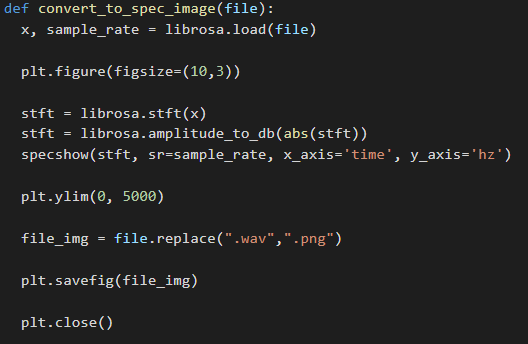 def convert_to_spec_image(file):
x, sample_rate = librosa.load(file)
plt.figure(figsize=(10,3))
stft = librosa.stft(x)
stft = librosa.amplitude_to_db(abs(stft))
specshow(stft, sr=sample_rate, x_axis='time', y_axis='hz')
plt.ylim(0, 5000)
file_img = file.replace(".wav",".png")
plt.savefig(file_img)
plt.close()